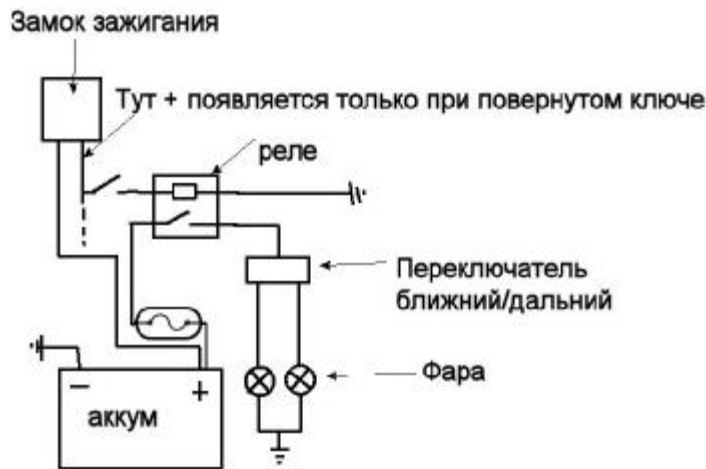 Замок зажигания
Тут + появляется только при повернутом ключе
реле
Переключатель
ближний/дальний
Фара
− +
аккум